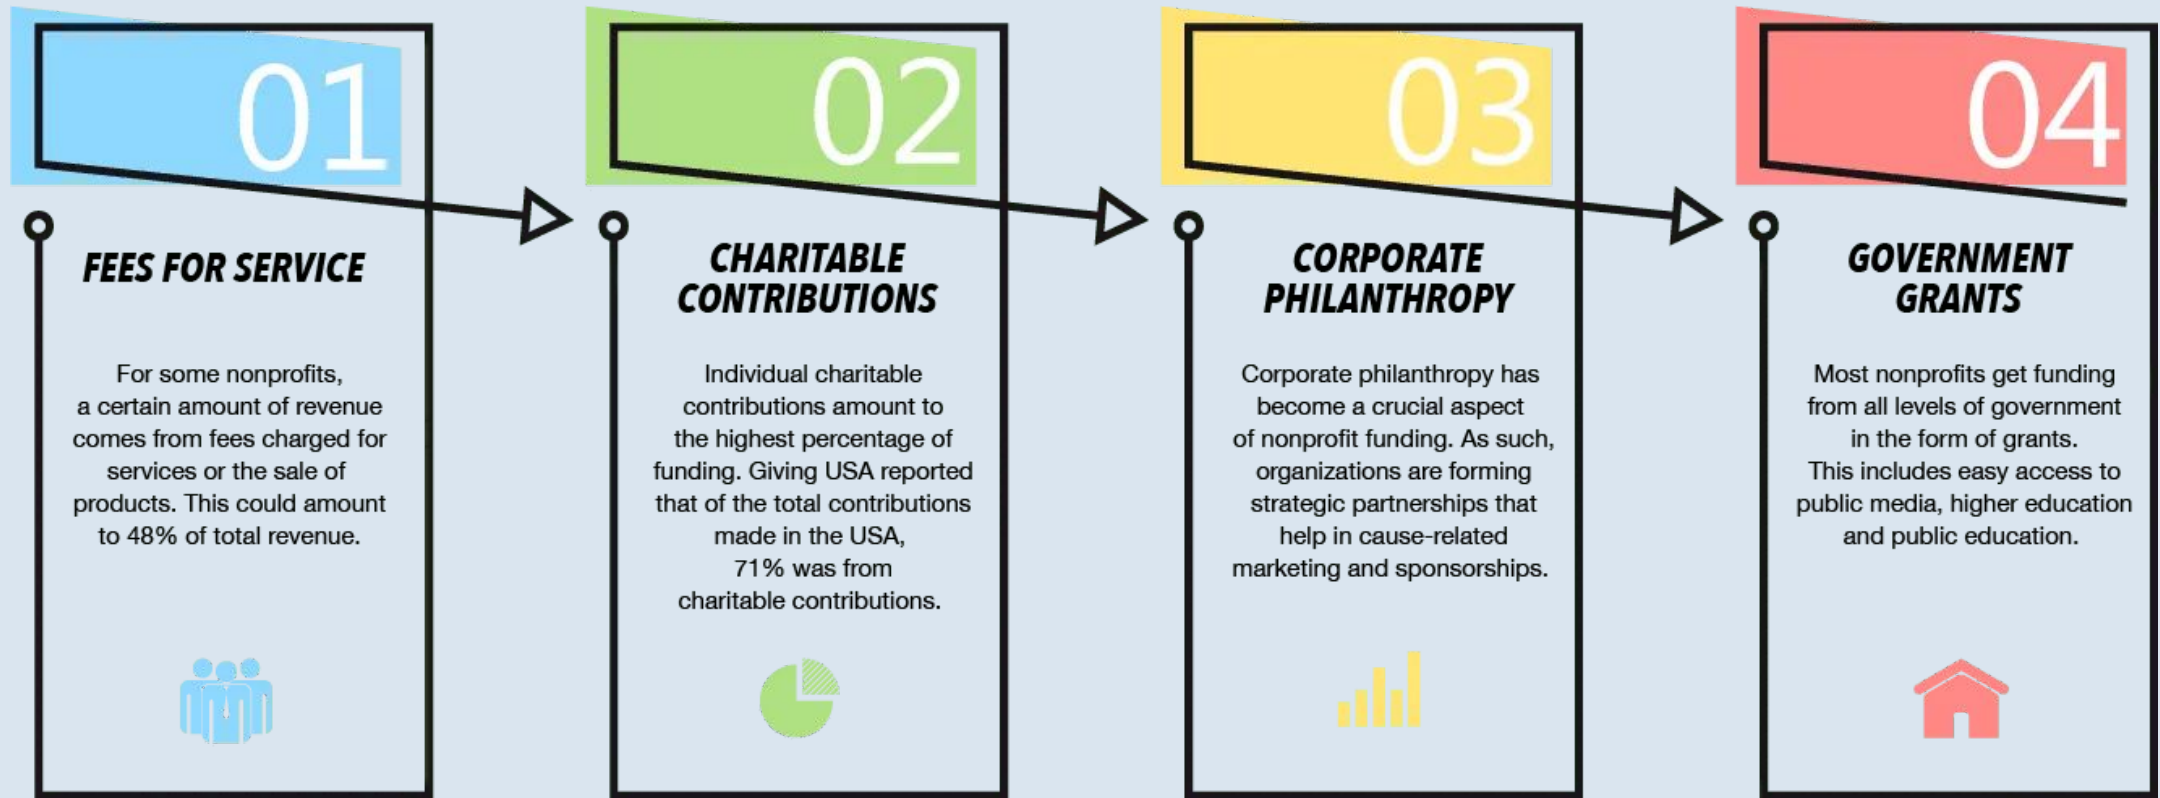 01
FEES FOR SERVICE
For some nonprofits,
a certain amount of revenue
comes from fees charged for
services or the sale of
products. This could amount
to 48% of total revenue.
02
CHARITABLE
CONTRIBUTIONS
Individual charitable
contributions amount to
the highest percentage of
funding. Giving USA reported
that of the total contributions
made in the USA,
71% was from
charitable contributions.
03
CORPORATE
PHILANTHROPY
Corporate philanthropy has
become a crucial aspect
of nonprofit funding. As such,
organizations are forming
strategic partnerships that
help in cause-related
marketing and sponsorships.
04
GOVERNMENT
GRANTS
Most nonprofits get funding
from all levels of government
in the form of grants.
This includes easy access to
public media, higher education
and public education.